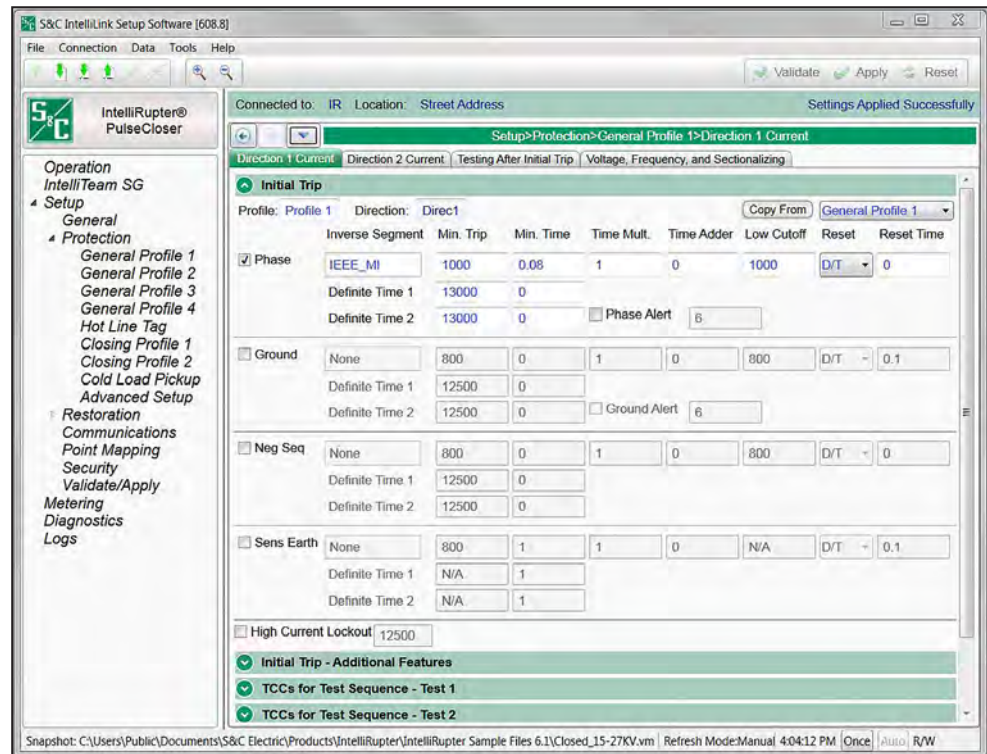 S&C IntelliLink Setup Software [608.8]
File Connection Data Tools Help
Validate Apply Reset
S&C IntelliRupter® PulseCloser
Connected to: IR Location: Street Address Settings Applied Successfully
Setup>Protection>General Profile 1>Direction 1 Current
Direction 1 Current Direction 2 Current Testing After Initial Trip Voltage, Frequency, and Sectionalizing
Operation
IntelliTeam SG
Setup
General
Protection
General Profile 1
General Profile 2
General Profile 3
General Profile 4
Hot Line Tag
Closing Profile 1
Closing Profile 2
Cold Load Pickup
Advanced Setup
Restoration
Communications
Point Mapping
Security
Validate/Apply
Metering
Diagnostics
Logs
Initial Trip
Profile: Profile 1 Direction: Direc1 Copy From General Profile 1
Inverse Segment Min. Trip Min. Time Time Mult. Time Adder Low Cutoff Reset Reset Time
Phase IEEE_MI 1000 0.08 1 0 1000 D/T 0
Definite Time 1 13000 0
Definite Time 2 13000 0 Phase Alert 6
Ground None 800 0 1 0 800 D/T 0.1
Definite Time 1 12500 0
Definite Time 2 12500 0 Ground Alert 6
Neg Seq None 800 0 1 0 800 D/T 0
Definite Time 1 12500 0
Definite Time 2 12500 0
Sens Earth None 800 1 1 0 N/A D/T 0.1
Definite Time 1 N/A 1
Definite Time 2 N/A 1
High Current Lockout 12500
Initial Trip - Additional Features
TCCs for Test Sequence - Test 1
TCCs for Test Sequence - Test 2
Snapshot: C:\Users\Public\Documents\S&C Electric\Products\IntelliRupter\IntelliRupter Sample Files 6.1\Closed_15-27KV.vm Refresh Mode:Manual 4:04:12 PM Once Auto R/W